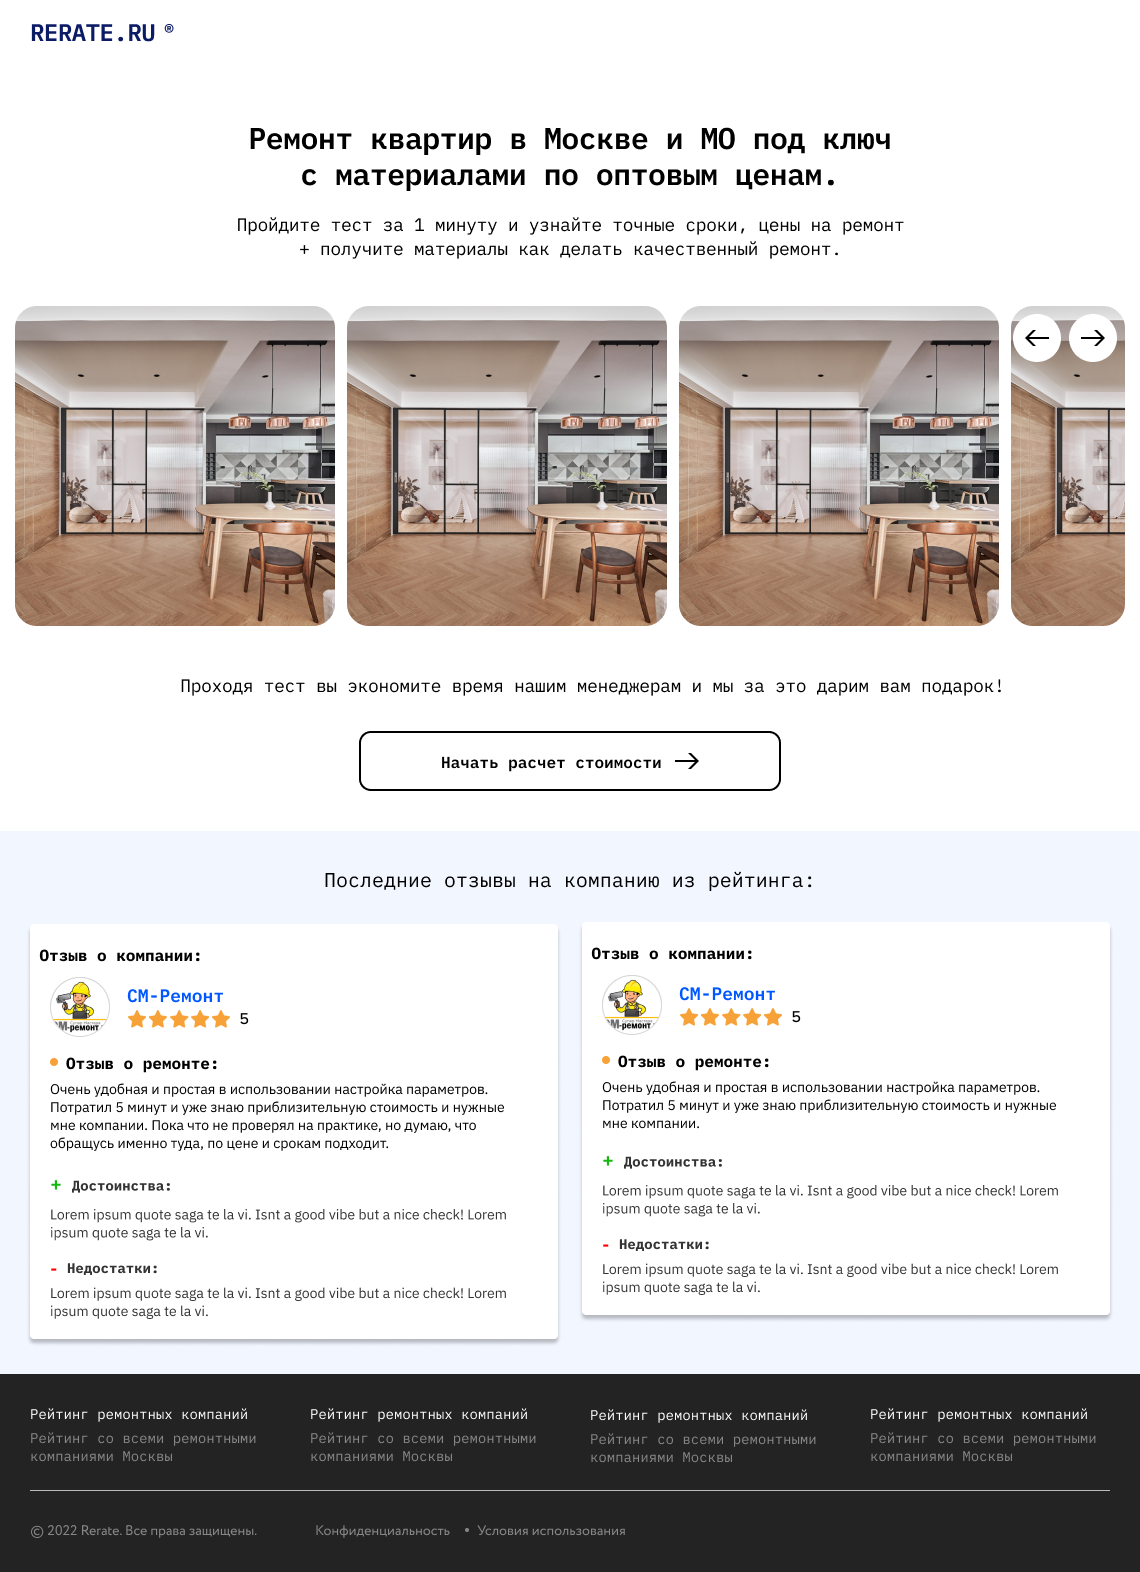 RERATE.RU ®
Ремонт квартир в Москве и МО под ключ
с материалами по оптовым ценам.
Пройдите тест за 1 минуту и узнайте точные сроки, цены на ремонт
+ получите материалы как делать качественный ремонт.
Проходя тест вы экономите время нашим менеджерам и мы за это дарим вам подарок!
Начать расчет стоимости
Последние отзывы на компанию из рейтинга:
Отзыв о компании:
СМ-Ремонт
5
Отзыв о ремонте:
Очень удобная и простая в использовании настройка параметров.
Потратил 5 минут и уже знаю приблизительную стоимость и нужные
мне компании. Пока что не проверял на практике, но думаю, что
обращусь именно туда, по цене и срокам подходит.
+ Достоинства:
Lorem ipsum quote saga te la vi. Isnt a good vibe but a nice check! Lorem
ipsum quote saga te la vi.
- Недостатки:
Lorem ipsum quote saga te la vi. Isnt a good vibe but a nice check! Lorem
ipsum quote saga te la vi.
Отзыв о компании:
СМ-Ремонт
5
Отзыв о ремонте:
Очень удобная и простая в использовании настройка параметров.
Потратил 5 минут и уже знаю приблизительную стоимость и нужные
мне компании.
+ Достоинства:
Lorem ipsum quote saga te la vi. Isnt a good vibe but a nice check! Lorem
ipsum quote saga te la vi.
- Недостатки:
Lorem ipsum quote saga te la vi. Isnt a good vibe but a nice check! Lorem
ipsum quote saga te la vi.
Рейтинг ремонтных компаний
Рейтинг со всеми ремонтными
компаниями Москвы
Рейтинг ремонтных компаний
Рейтинг со всеми ремонтными
компаниями Москвы
Рейтинг ремонтных компаний
Рейтинг со всеми ремонтными
компаниями Москвы
Рейтинг ремонтных компаний
Рейтинг со всеми ремонтными
компаниями Москвы
© 2022 Rerate. Все права защищены.
Конфиденциальность • Условия использования